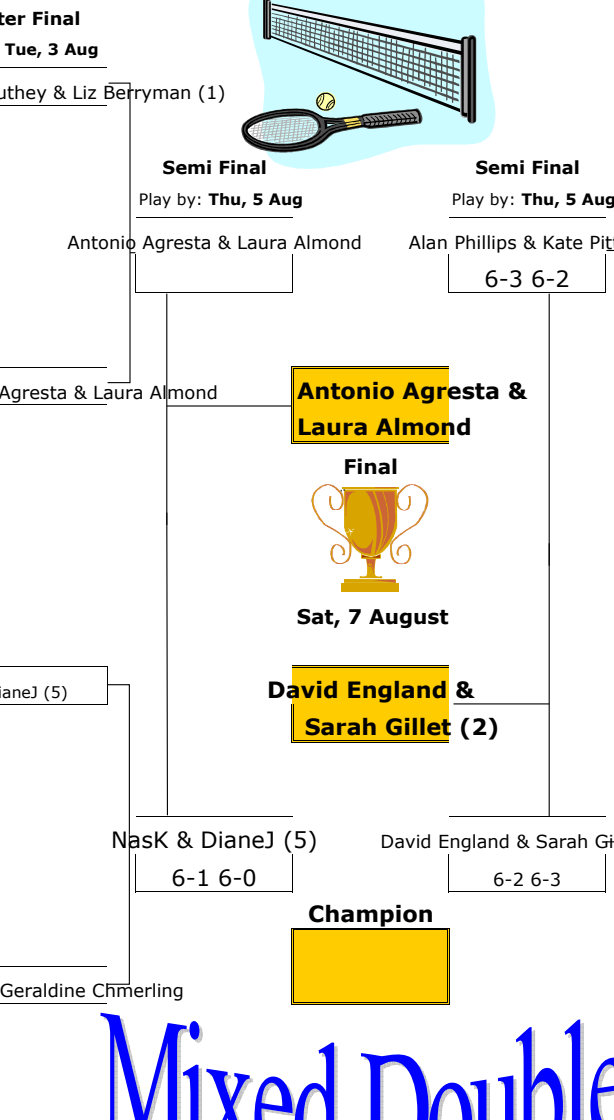 ter Final
Tue, 3 Aug
uthey & Liz Berryman (1)
Semi Final
Semi Final
Play by: Thu, 5 Aug
Play by: Thu, 5 Aug
Antonio Agresta & Laura Almond
Alan Phillips & Kate Pit
6-3 6-2
Agresta & Laura Almond
Antonio Agresta &
Laura Almond
Final
Sat, 7 August
ianeJ (5)
David England &
Sarah Gillet (2)
NasK & DianeJ (5)
David England & Sarah Gi
6-1 6-0
6-2 6-3
Champion
Geraldine Chmerling
Mixed Double